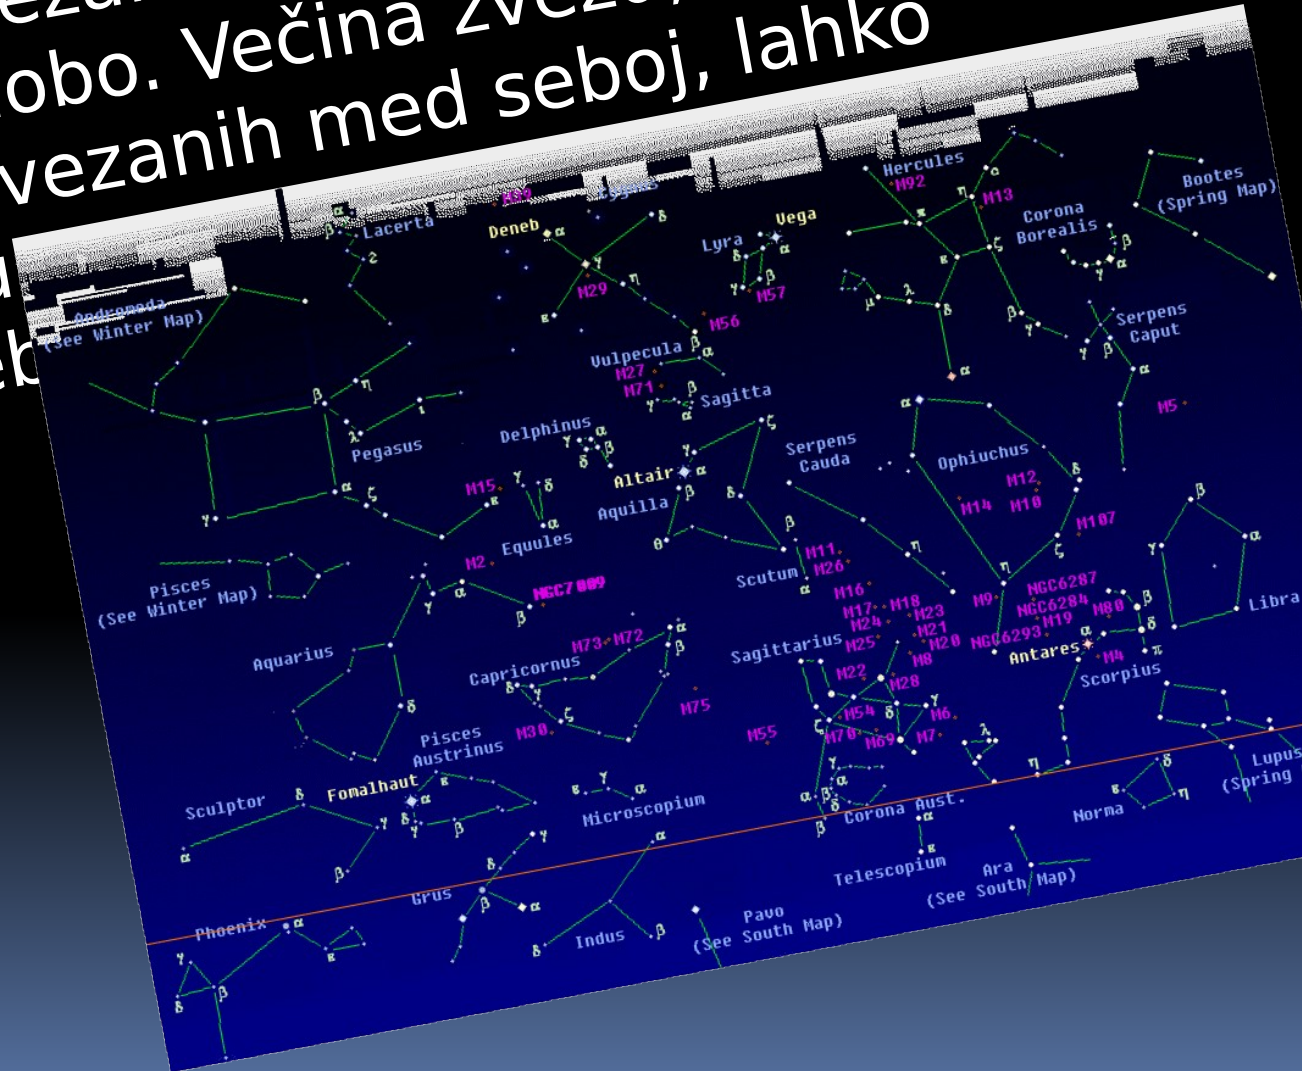 obo. Večina
vezanih med seboj, lahko
Hercules
M92
M13
Bootes
(Spring Map)
Corona
Borealis
Vega
Lyra
M57
M56
Deneb
M29
Lacerta
Andromeda
(See Winter Map)
Vulpecula
M27
M71
Sagitta
Serpens
Caput
M5
Pegasus
Delphinus
Altair
Aquilla
M15
Equules
M2
Serpens
Cauda
Ophiuchus
M12
M10
M14
M107
Scutum
M11
M26
M16
M17
M18
M24
M23
M25
M21
M20
M22
M8
M28
M54
M70
M69
M6
M7
M9
NGC6287
NGC6284
NGC6293
M19
M80
M4
Antares
Scorpius
Libra
Pisces
(See Winter Map)
Aquarius
M73
M72
Capricornus
M30
M75
M55
Sagittarius
Pisces
Austrinus
Fomalhaut
Sculptor
Microscopium
Corona Aust.
Telescopium
Norma
Lupus
(Spring
Ara
(See South Map)
Grus
Phoenix
Indus
Pavo
(See South Map)